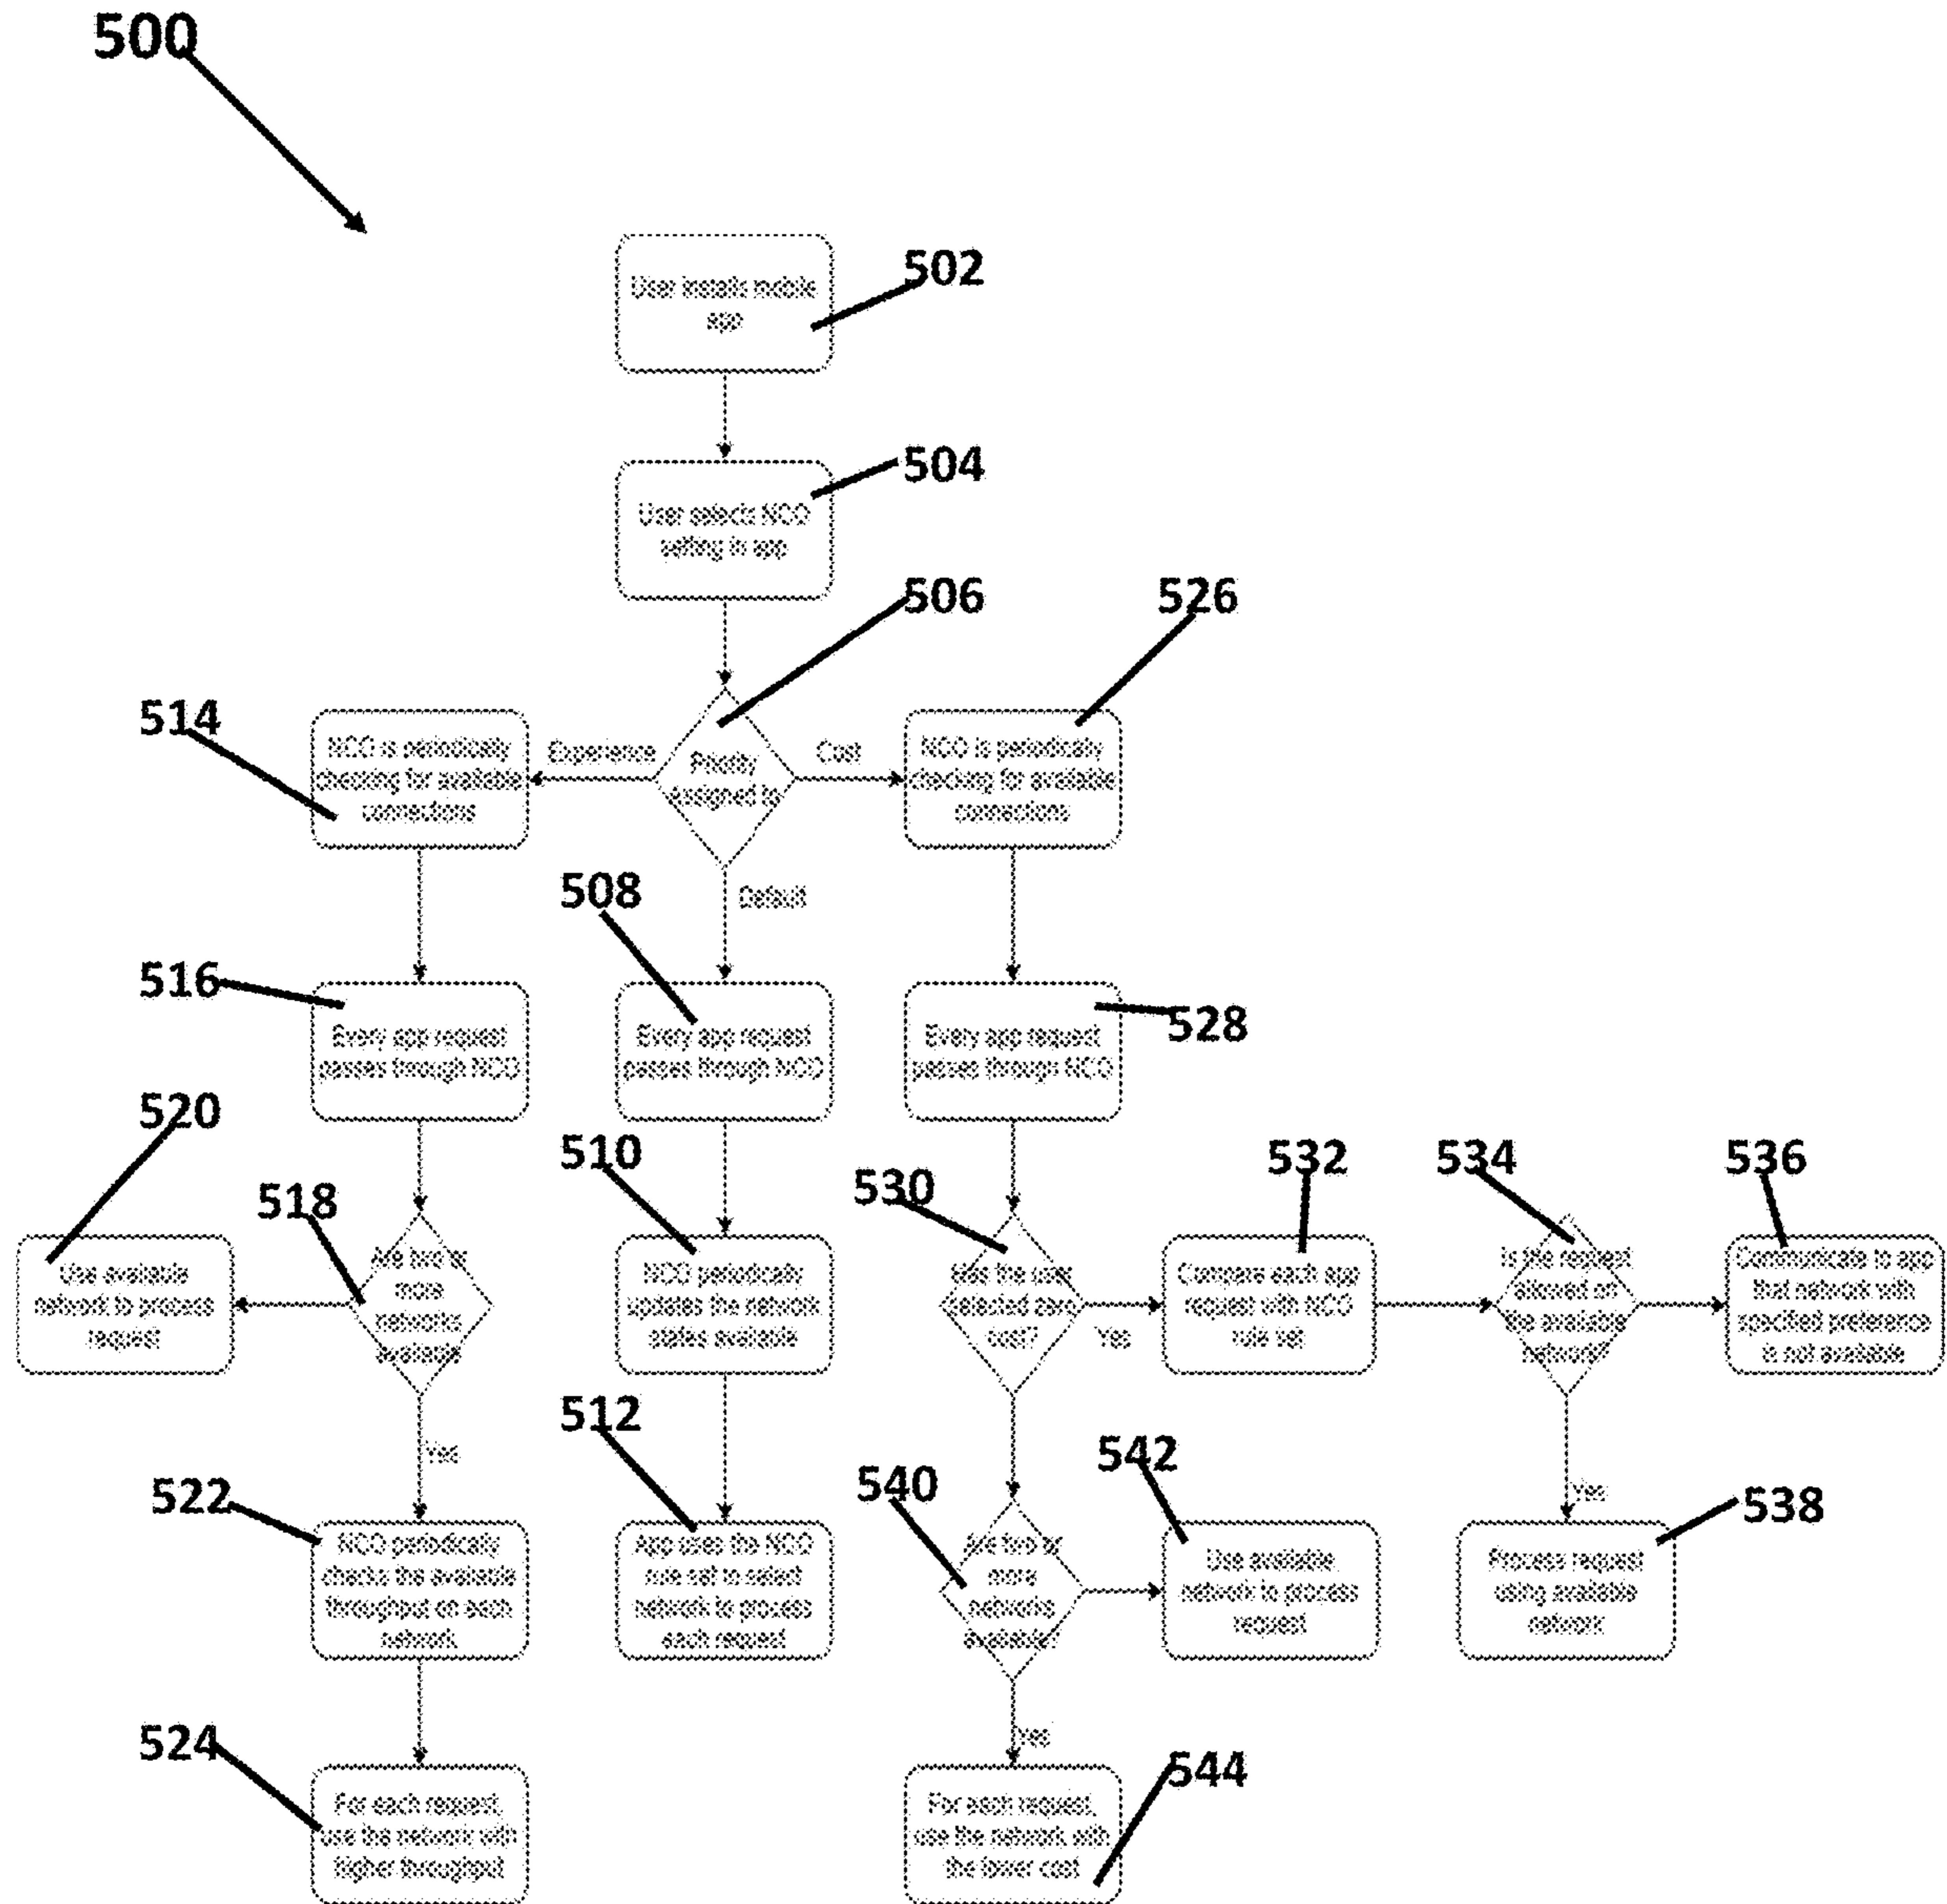 500
502
User installs mobile
app
504
User selects NCO
setting in app
506
526
514
NCO is periodically
checking for available
connections
Experience
Priority
Assigned to
Cost
NCO is periodically
checking for available
connections
508
Default
516
Every app request
passes through NCO
Every app request
passes through NCO
Every app request
passes through NCO
528
520
518
510
530
532
534
536
Use available
network to process
request
Are two or
more
networks
available
NCO periodically
updates the network
states available
Has the user
selected zero
cost?
Yes
Compare each app
request with NCO
rule set
Is the request
allowed on
the available
network?
Communicate to app
that network with
specified preference
is not available
512
542
Yes
522
540
Yes
538
NCO periodically
checks the available
throughput on each
network
App uses the NCO
rule set to select
network to process
each request
Are two or
more
networks
available?
Use available
network to process
request
Process request
using available
network
524
Yes
544
For each request,
use the network with
higher throughput
For each request,
use the network with
the lower cost